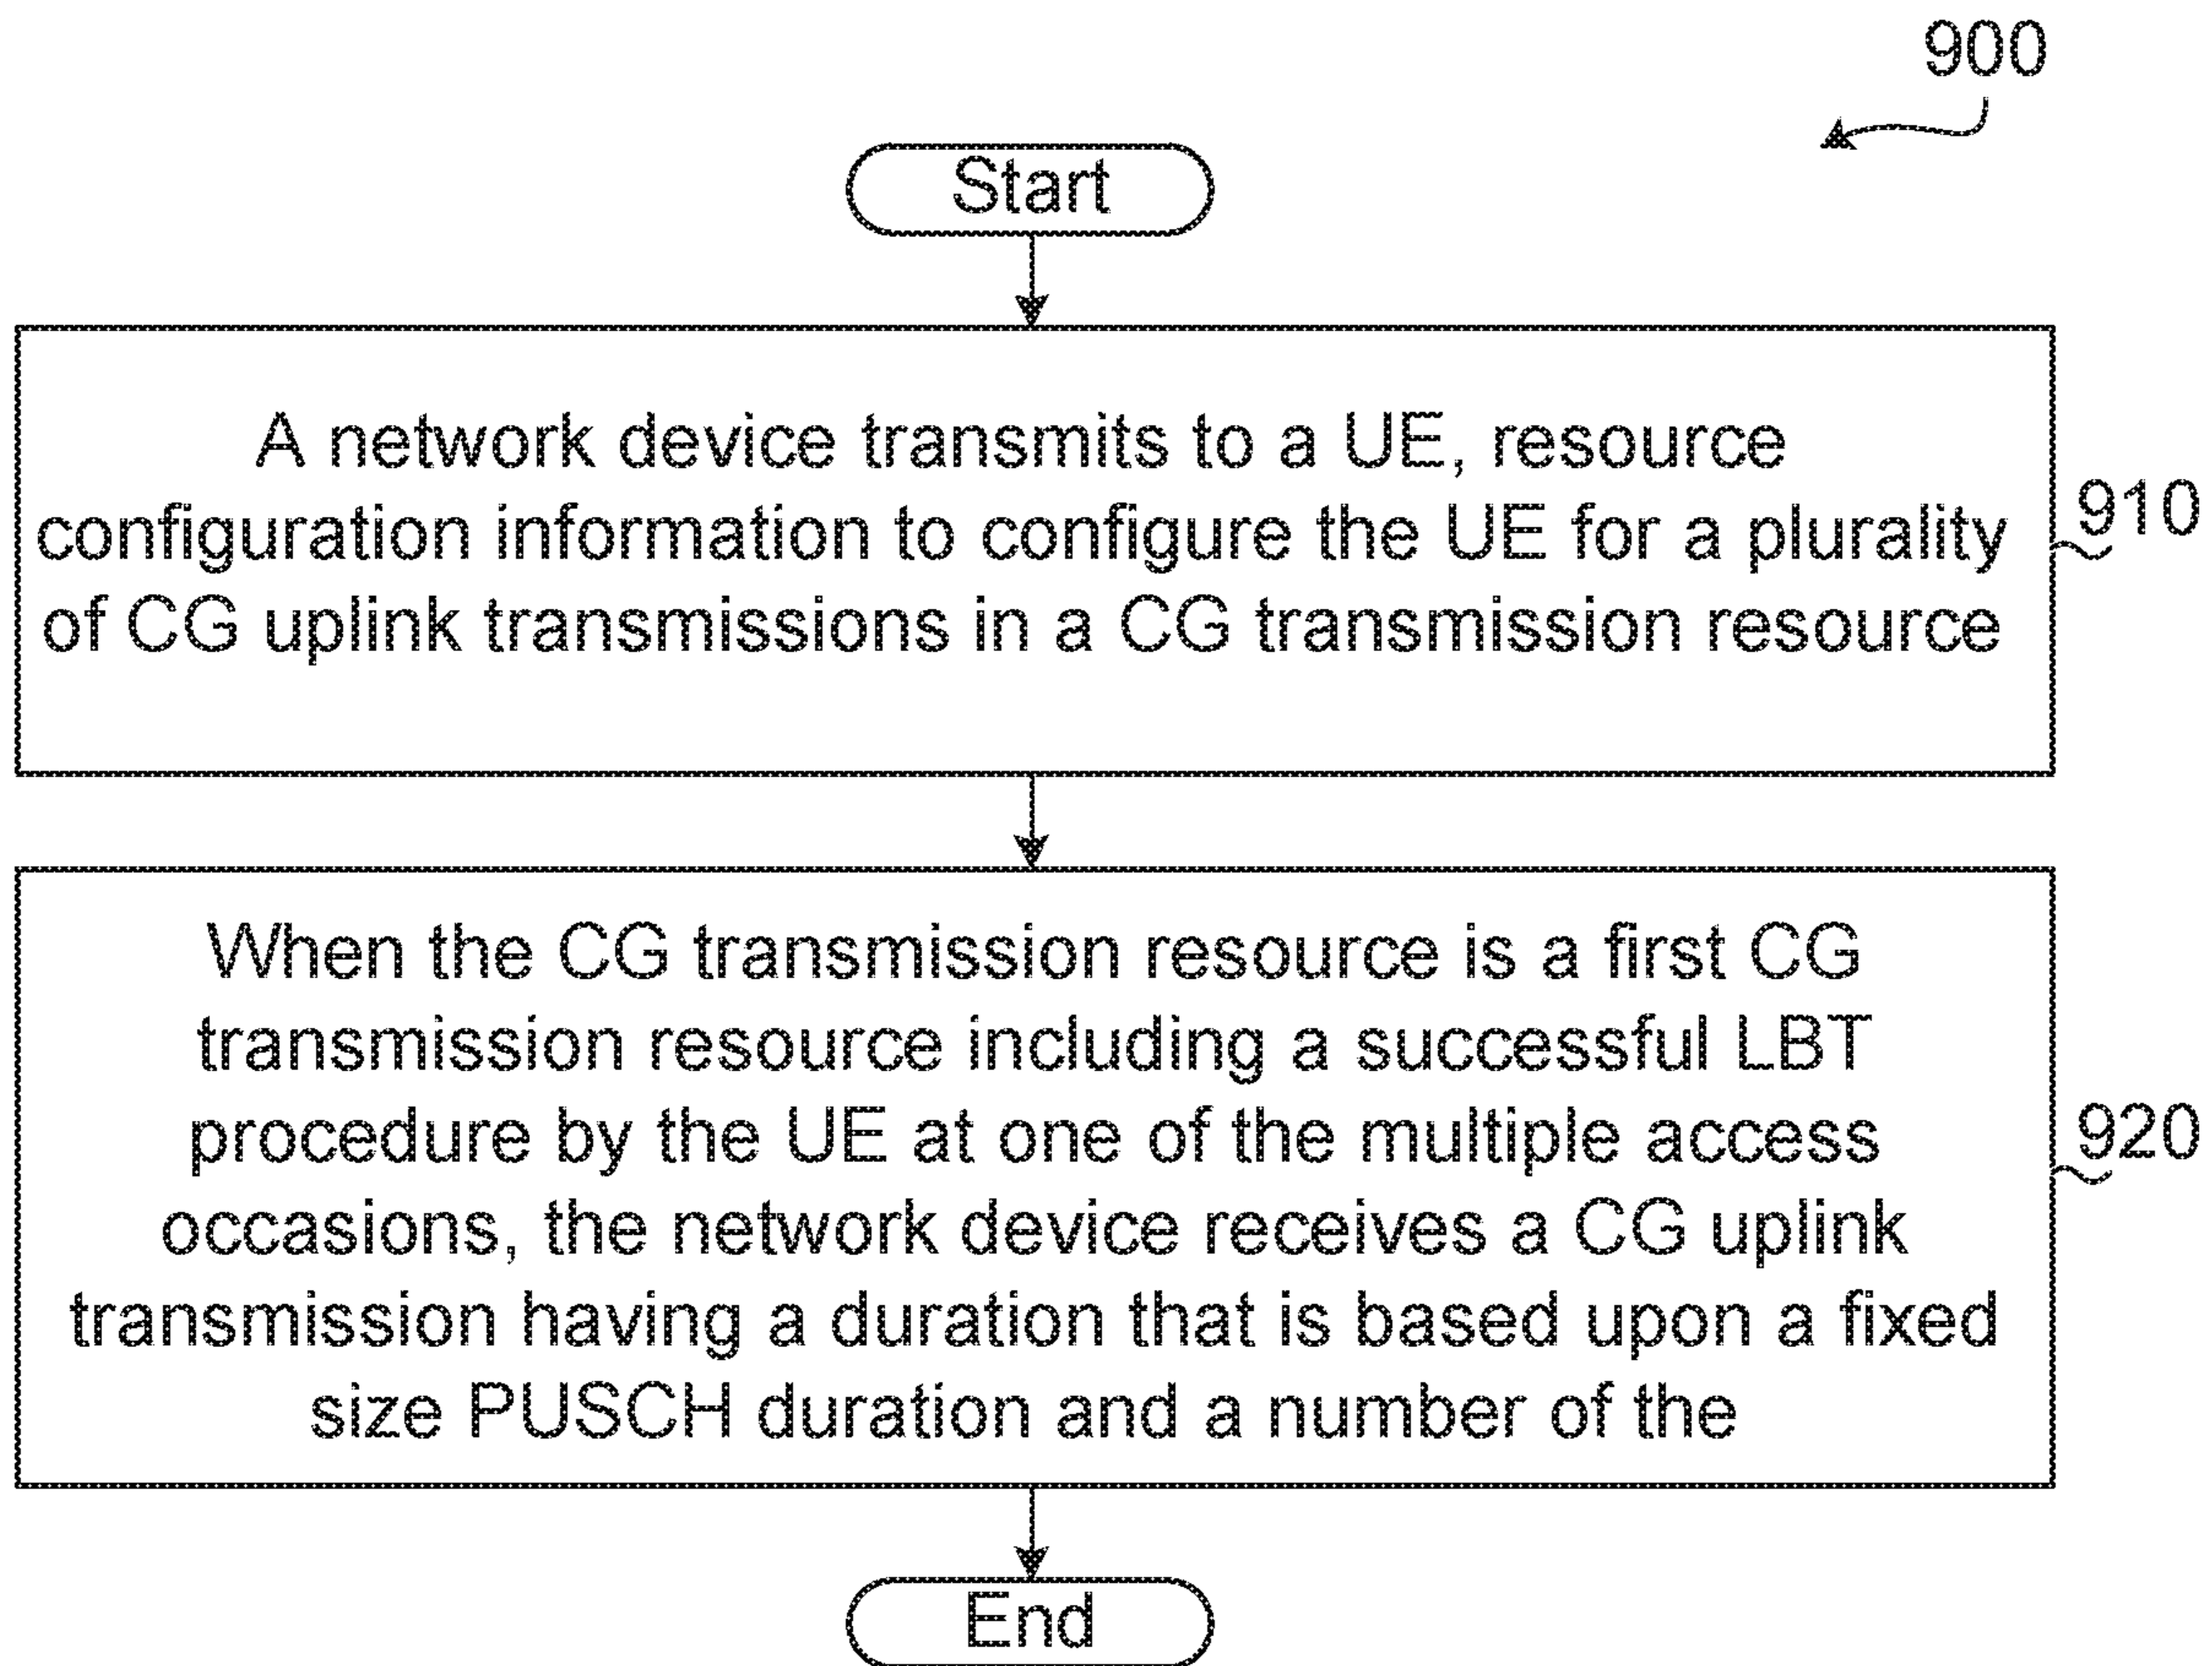 900
Start
A network device transmits to a UE, resource
configuration information to configure the UE for a plurality
of CG uplink transmissions in a CG transmission resource
910
When the CG transmission resource is a first CG
transmission resource including a successful LBT
procedure by the UE at one of the multiple access
occasions, the network device receives a CG uplink
transmission having a duration that is based upon a fixed
size PUSCH duration and a number of the
920
End